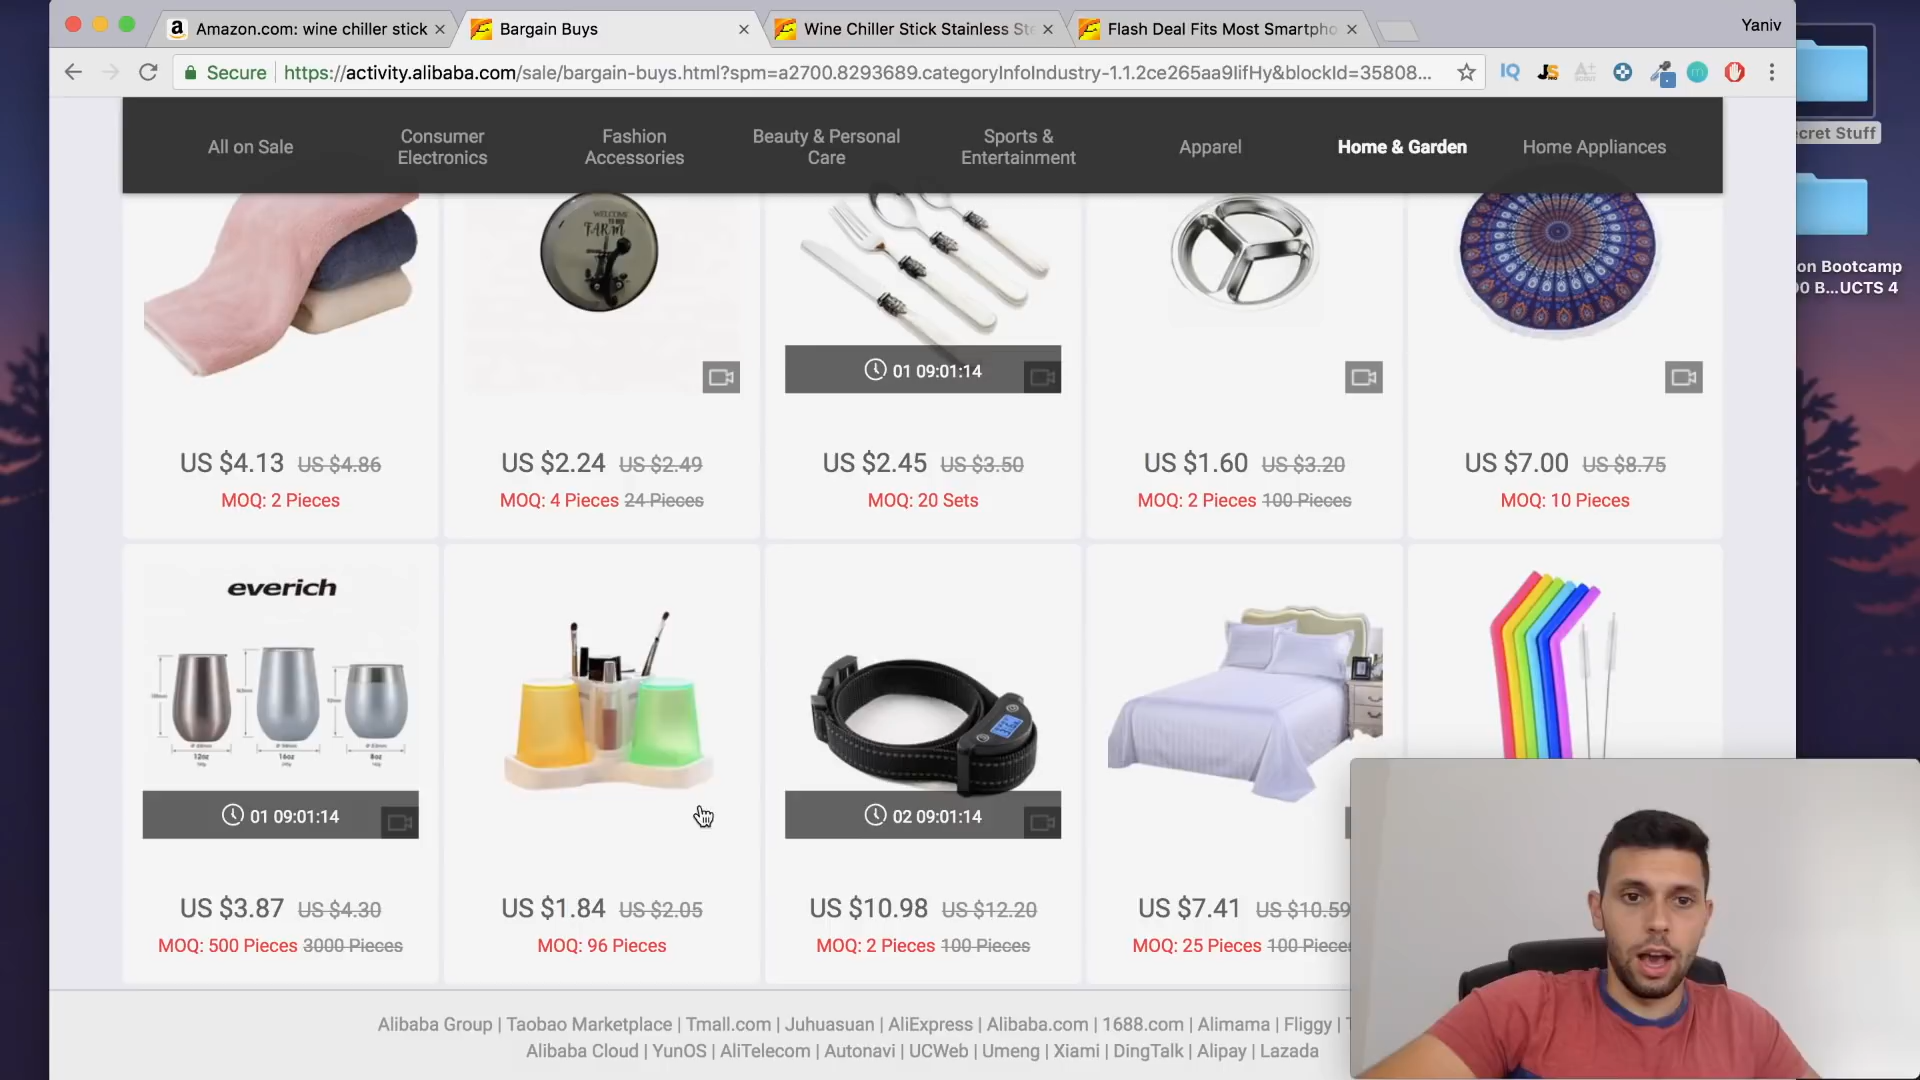 Amazon.com: wine chiller stick
Bargain Buys
Wine Chiller Stick Stainless Ste
Flash Deal Fits Most Smartpho
Yaniv
Secure
https://activity.alibaba.com/sale/bargain-buys.html?spm=a2700.8293689.categoryInfoIndustry-1.1.2ce265aa9IifHy&blockId=35808...
IQ
JS
ecret Stuff
All on Sale
Consumer
Electronics
Fashion
Accessories
Beauty & Personal
Care
Sports &
Entertainment
Apparel
Home & Garden
Home Appliances
WELCOME
FARM
on Bootcamp
00 B...UCTS 4
01 09:01:14
US $4.13 US $4.86
MOQ: 2 Pieces
US $2.24 US $2.49
MOQ: 4 Pieces 24 Pieces
US $2.45 US $3.50
MOQ: 20 Sets
US $1.60 US $3.20
MOQ: 2 Pieces 100 Pieces
US $7.00 US $8.75
MOQ: 10 Pieces
everich
12oz
16oz
8oz
01 09:01:14
02 09:01:14
US $3.87 US $4.30
MOQ: 500 Pieces 3000 Pieces
US $1.84 US $2.05
MOQ: 96 Pieces
US $10.98 US $12.20
MOQ: 2 Pieces 100 Pieces
US $7.41 US $10.59
MOQ: 25 Pieces 100 Pieces
Alibaba Group | Taobao Marketplace | Tmall.com | Juhuasuan | AliExpress | Alibaba.com | 1688.com | Alimama | Fliggy | T
Alibaba Cloud | YunOS | AliTelecom | Autonavi | UCWeb | Umeng | Xiami | DingTalk | Alipay | Lazada